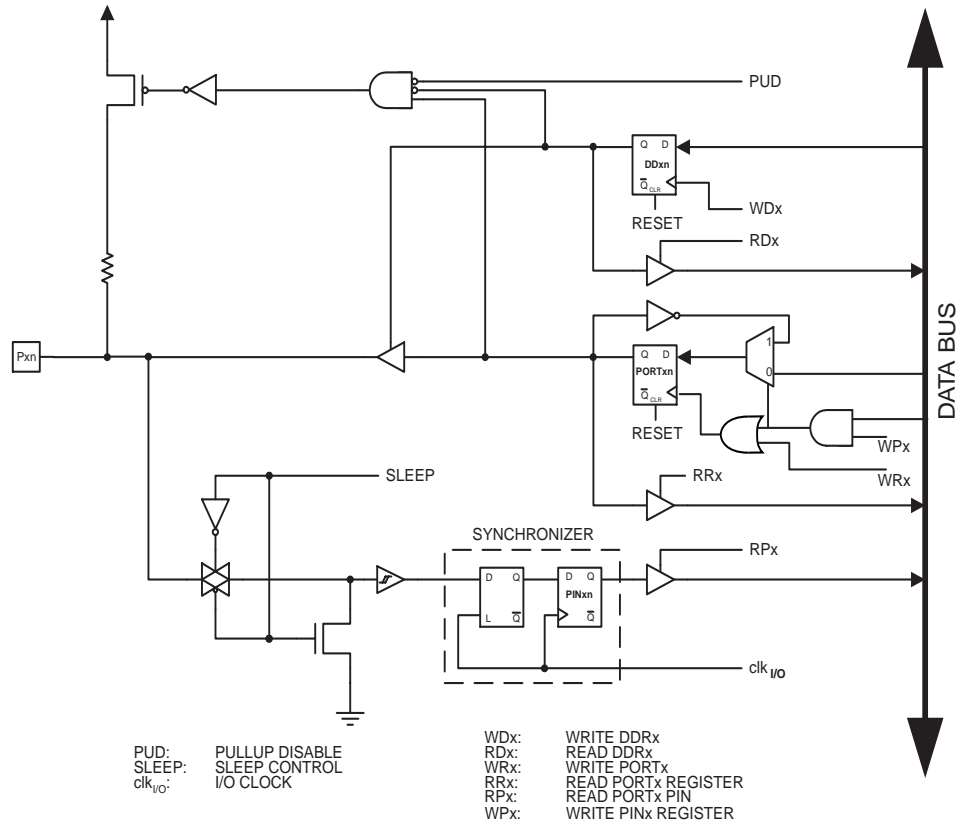 PUD
Q D
DDxn
Q CLR
WDx
RESET
RDx
Pxn
1
Q D
PORTxn
0
Q CLR
RESET
WPx
WRx
RRx
SLEEP
SYNCHRONIZER
RPx
D Q
D Q
PINxn
L Q
Q
clk I/O
DATA BUS
PUD: PULLUP DISABLE
SLEEP: SLEEP CONTROL
clkI/O: I/O CLOCK
WDx: WRITE DDRx
RDx: READ DDRx
WRx: WRITE PORTx
RRx: READ PORTx REGISTER
RPx: READ PORTx PIN
WPx: WRITE PINx REGISTER